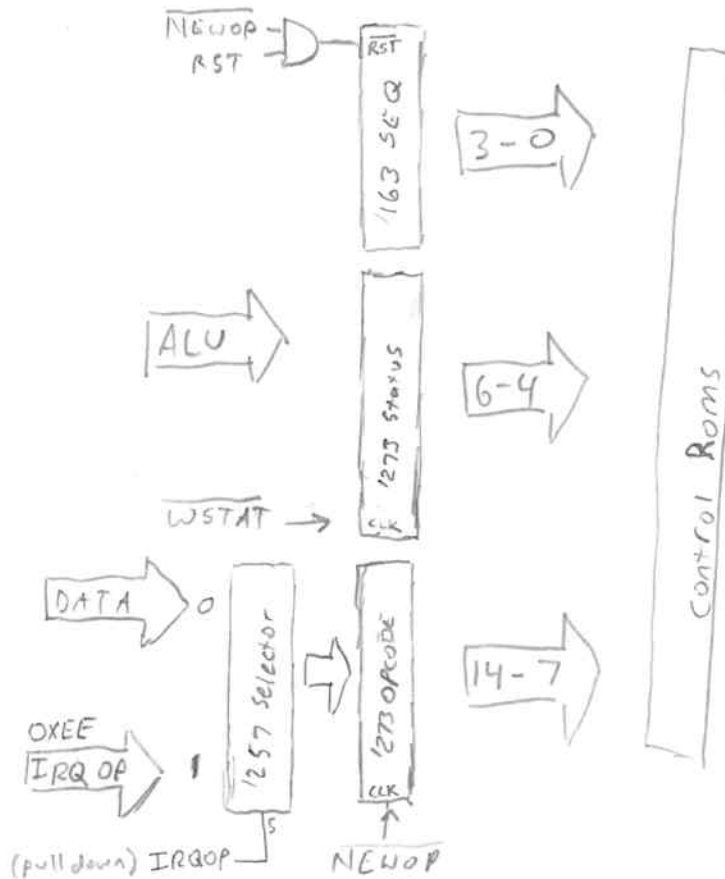 NEWOP
RST
RST
'163 SEQ
3-0
ALU
'273 Status
6-4
WSTAT
CLK
DATA
0
'257 Selector
'273 OPCODE
14-7
0XEE
IRQ OP
1
CLK
S
(pull down) IRQOP
NEWOP
Control Roms